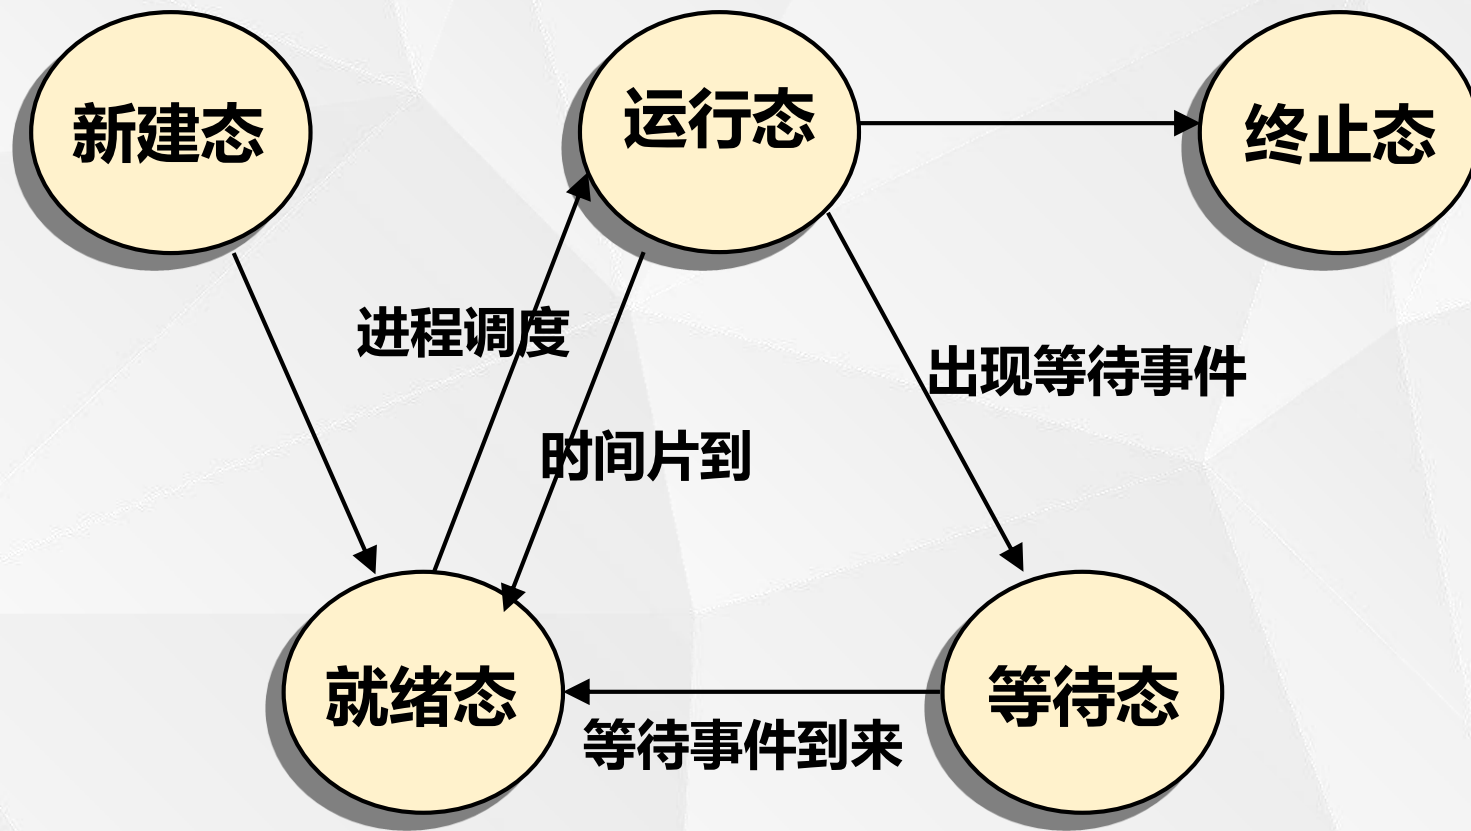 新建态
运行态
终止态
进程调度
出现等待事件
时间片到
就绪态
等待态
等待事件到来